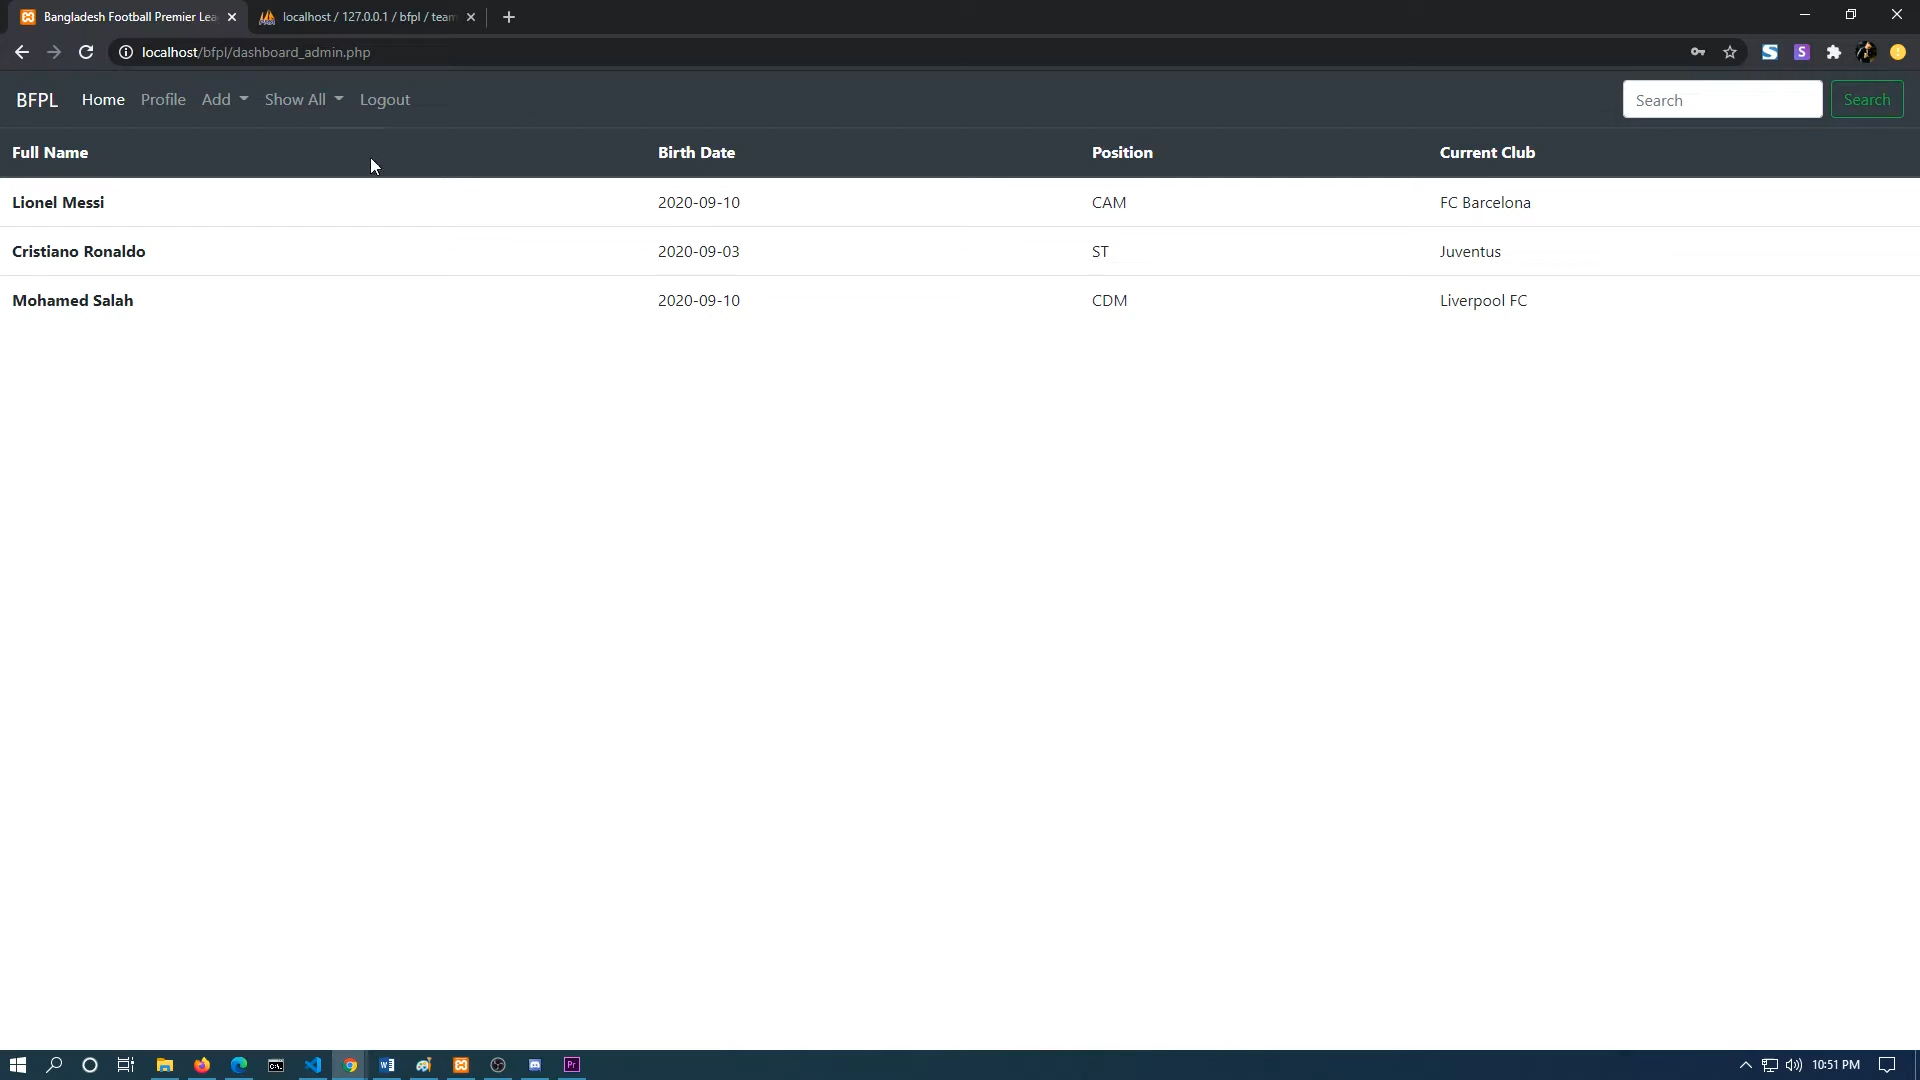 Bangladesh Football Premier Lea
localhost / 127.0.0.1 / bfpl / team
localhost/bfpl/dashboard_admin.php
BFPL Home Profile Add Show All Logout Search Search
Full Name Birth Date Position Current Club
Lionel Messi 2020-09-10 CAM FC Barcelona
Cristiano Ronaldo 2020-09-03 ST Juventus
Mohamed Salah 2020-09-10 CDM Liverpool FC
10:51 PM